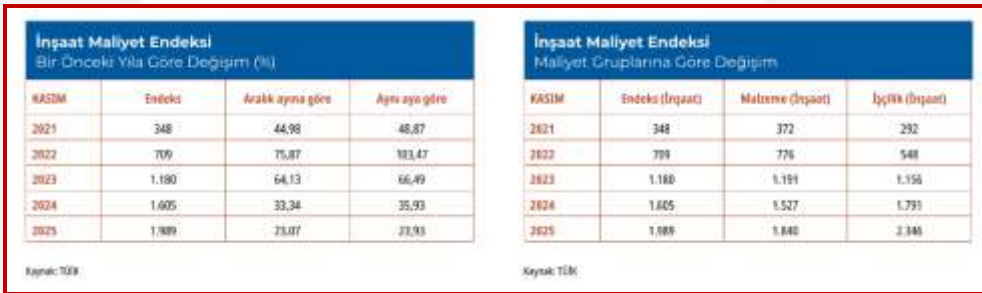 İnşaat Maliyet Endeksi
Bir Önceki Yıla Göre Değişim (%)
KASIM Endeks Aralık ayına göre Aynı aya göre
2021 348 44,98 48,87
2022 709 75,87 103,47
2023 1.180 64,13 66,49
2024 1.605 33,34 35,93
2025 1.989 23,07 23,93
Kaynak: TÜİK
İnşaat Maliyet Endeksi
Maliyet Gruplarına Göre Değişim
KASIM Endeks (İnşaat) Malzeme (İnşaat) İşçilik (İnşaat)
2021 348 372 292
2022 709 776 548
2023 1.180 1.191 1.156
2024 1.605 1.527 1.791
2025 1.989 1.840 2.346
Kaynak: TÜİK